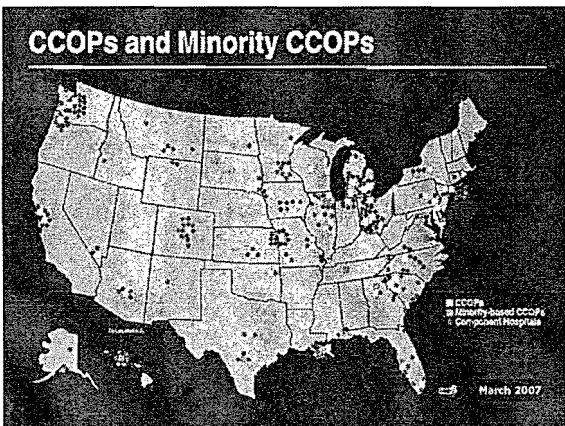 CCOPs and Minority CCOPs
CCOPs
Minority-based CCOPs
Component Hospitals
March 2007